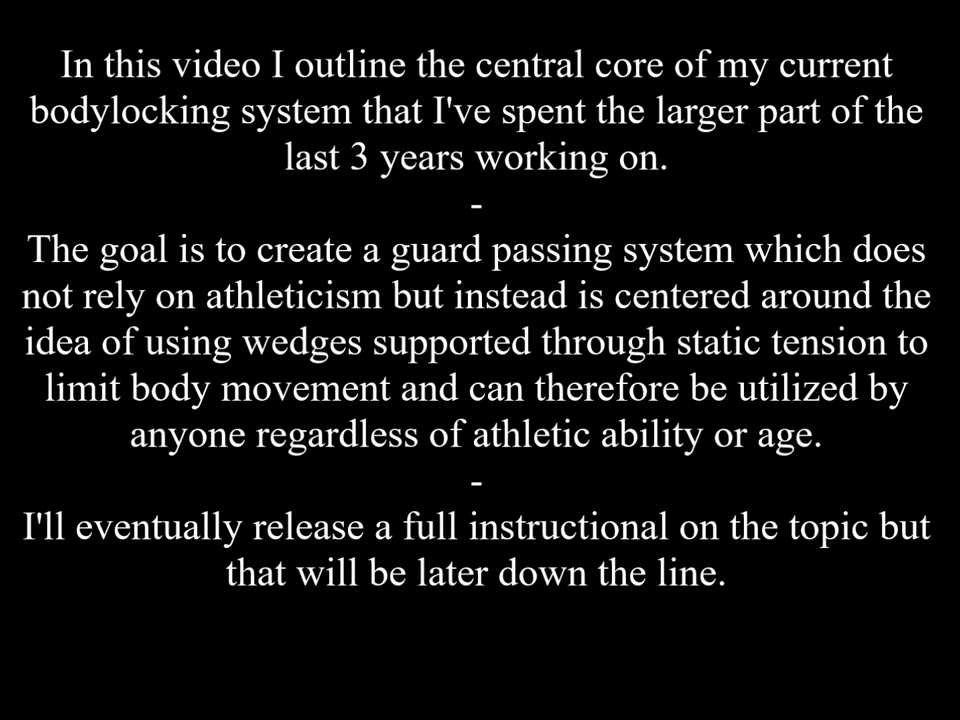 In this video I outline the central core of my current
bodylocking system that I've spent the larger part of the
last 3 years working on.
-
The goal is to create a guard passing system which does
not rely on athleticism but instead is centered around the
idea of using wedges supported through static tension to
limit body movement and can therefore be utilized by
anyone regardless of athletic ability or age.
-
I'll eventually release a full instructional on the topic but
that will be later down the line.